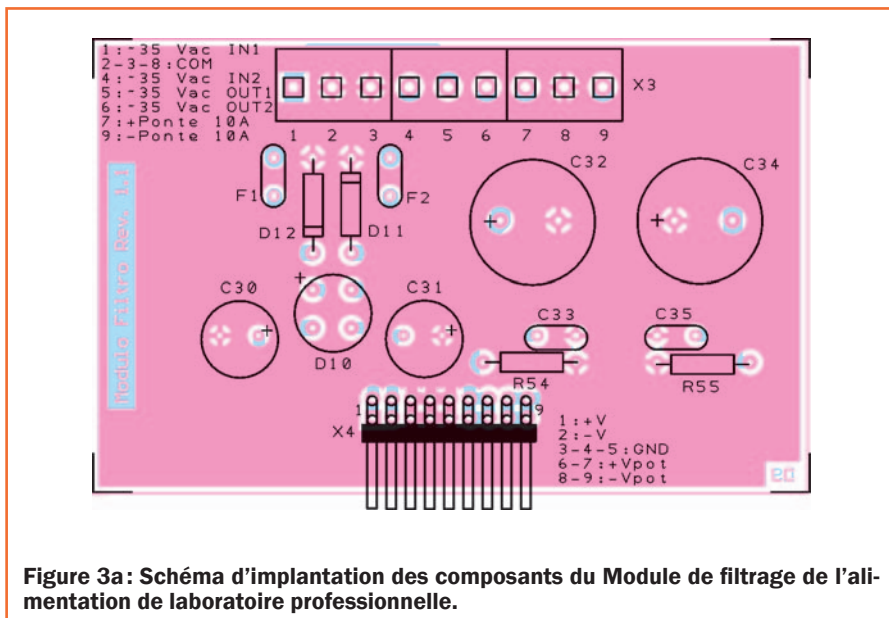 1:-35 Vac IN1
2-3-8:COM
4:-35 Vac IN2
5:-35 Vac OUT1
6:-35 Vac OUT2
7:+Ponte 10A
9:-Ponte 10A
X3
1 2 3 4 5 6 7 8 9
C32
C34
F1
F2
+
+
D12
D11
Modulo Filtro Rev. 1.1
C30
+
C31
C33
C35
+
+
D10
R54
R55
1
9
X4
1:+V
2:-V
3-4-5:GND
6-7:+Vpot
8-9:-Vpot
Figure 3a: Schéma d'implantation des composants du Module de filtrage de l'ali-
mentation de laboratoire professionnelle.